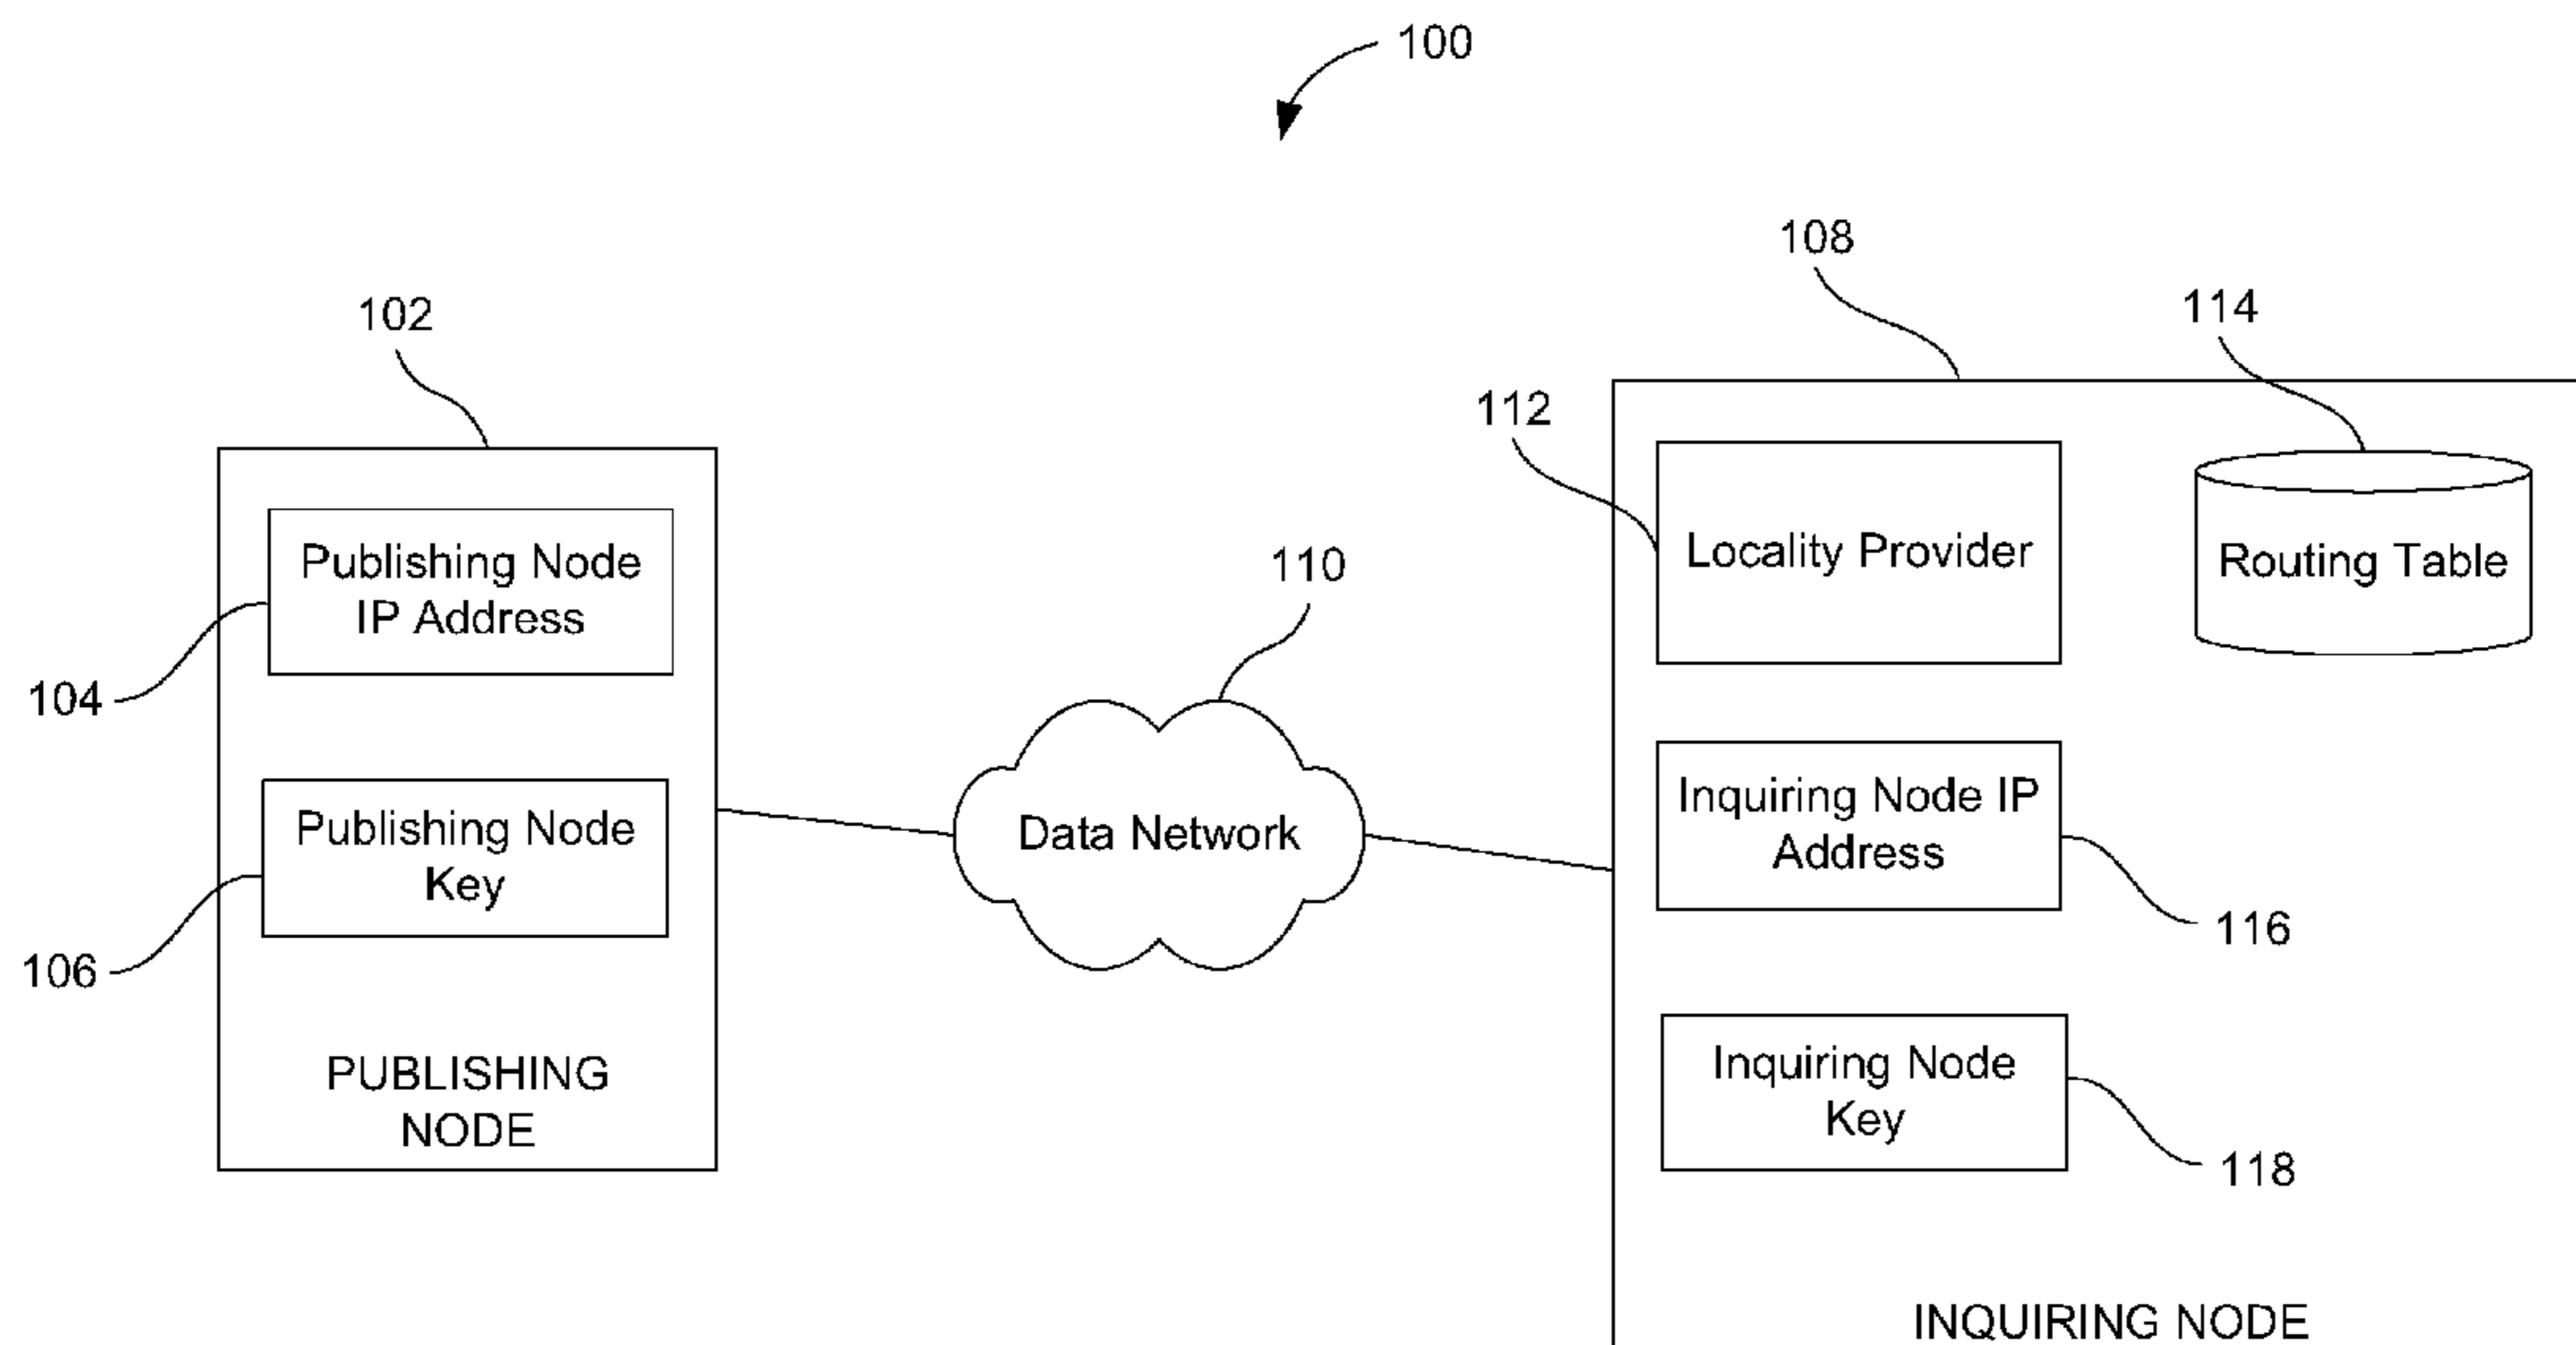 100
108
114
102
112
Publishing Node
IP Address
Locality Provider
Routing Table
110
104
Publishing Node
Key
Data Network
Inquiring Node IP
Address
116
106
PUBLISHING
NODE
Inquiring Node
Key
118
INQUIRING NODE